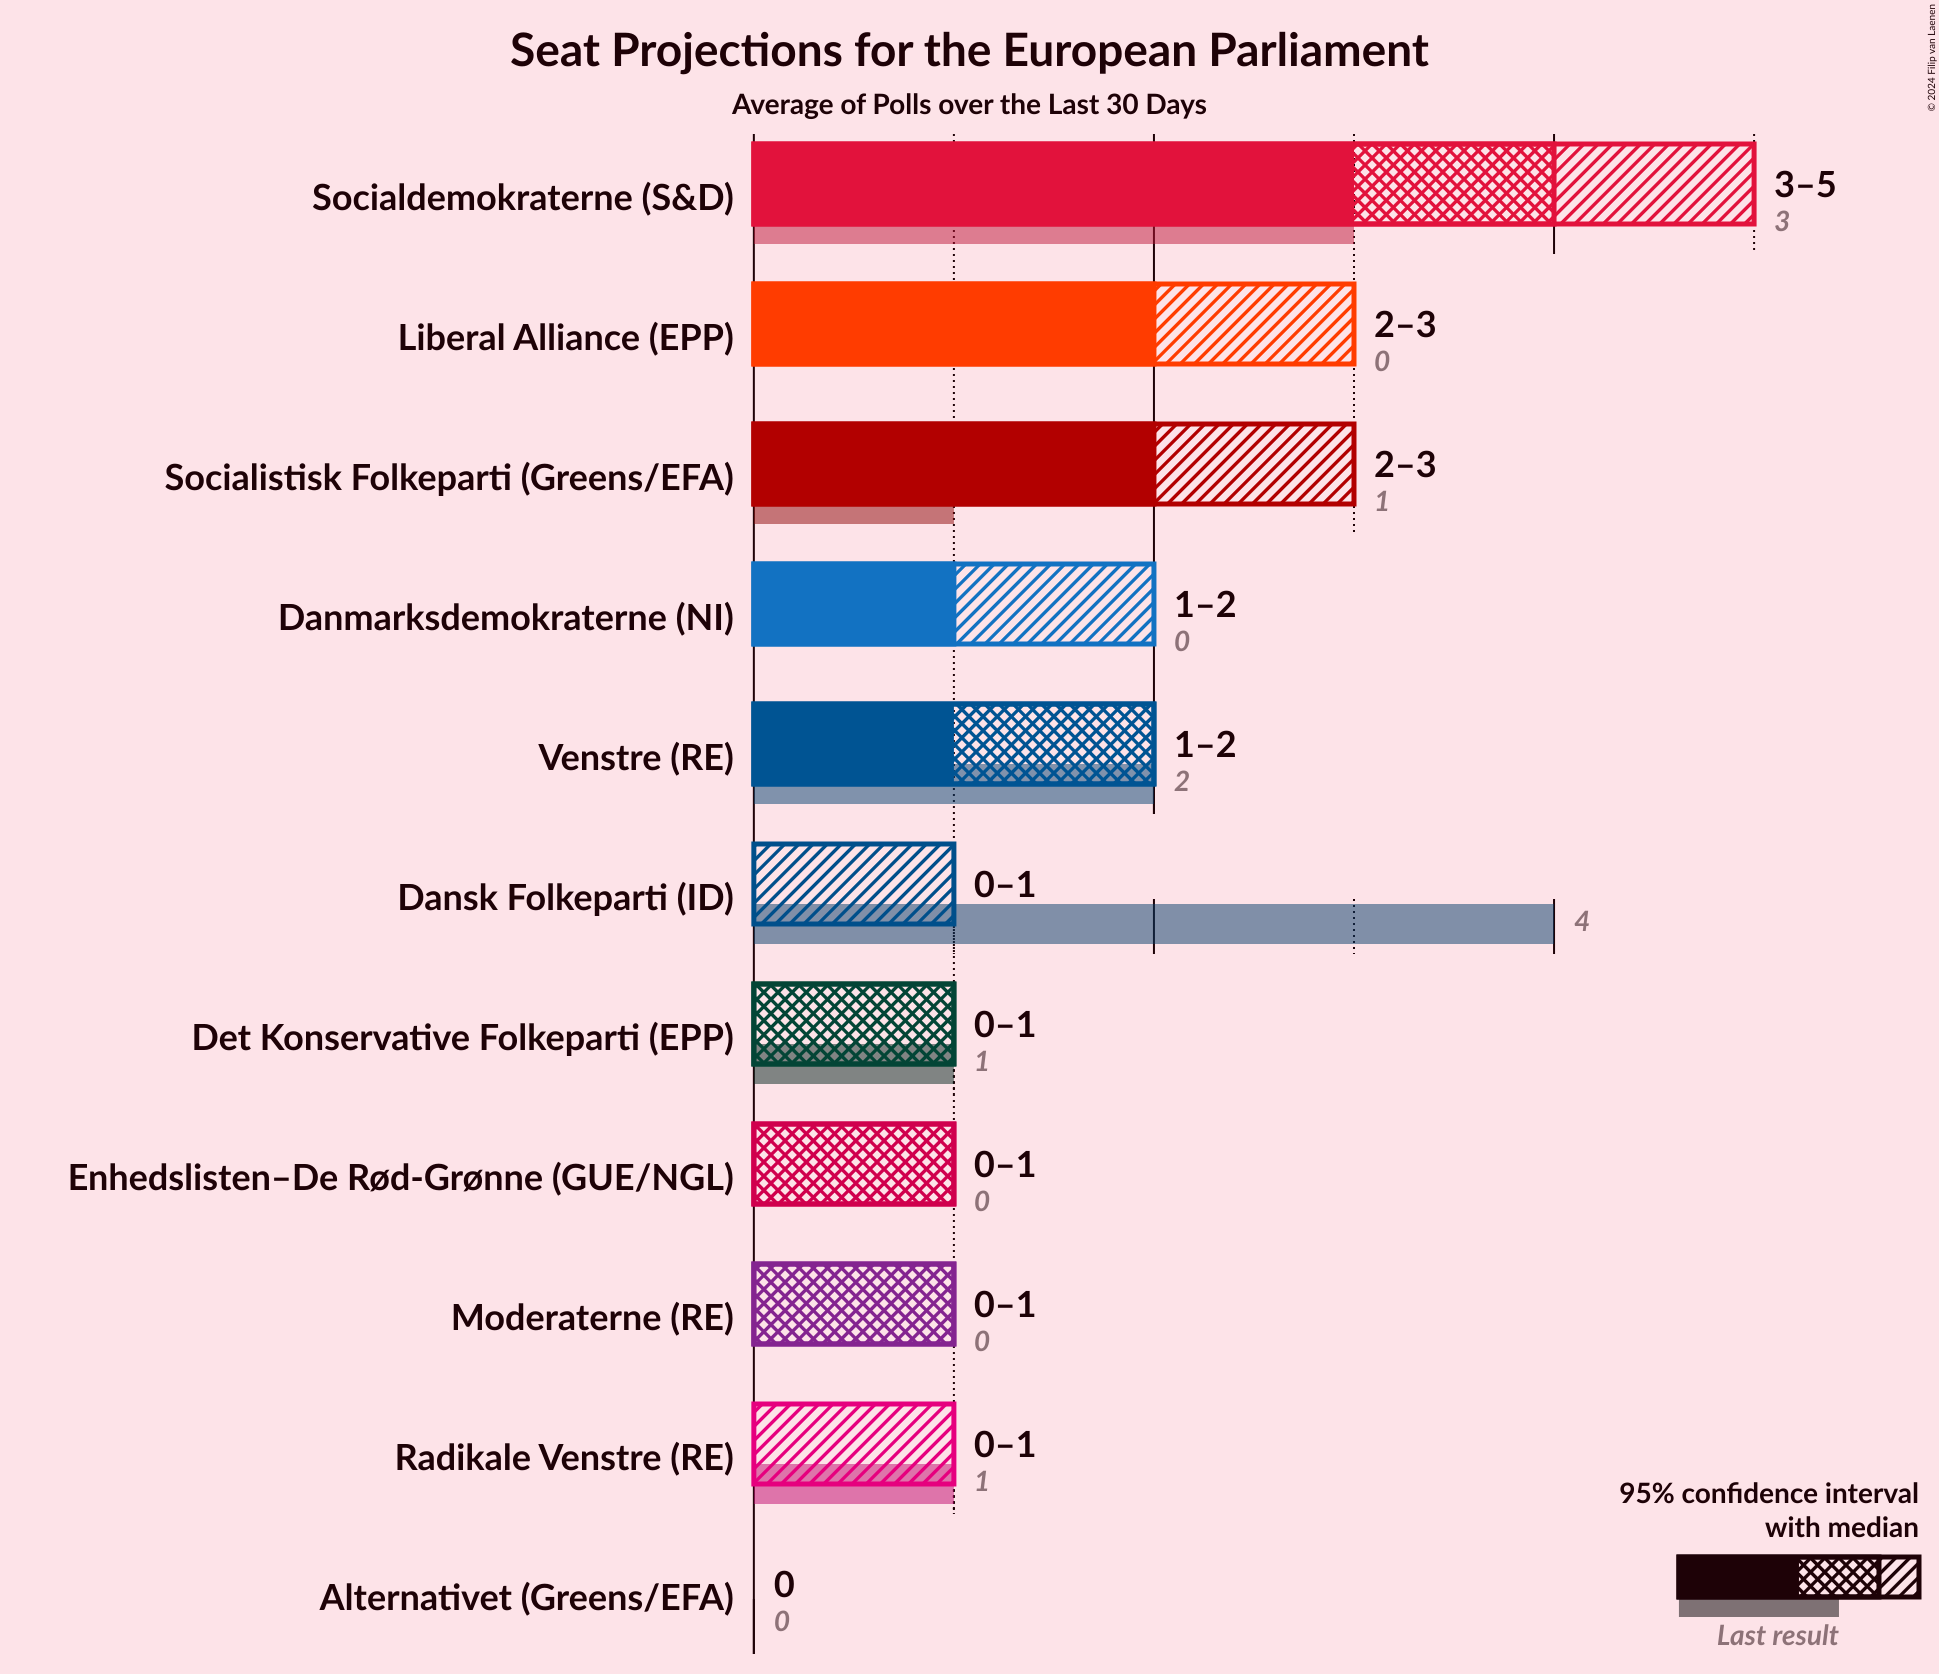 Seat Projections for the European Parliament
Average of Polls over the Last 30 Days
© 2024 Filip van Laenen
Socialdemokraterne (S&D)
3–5
3
Liberal Alliance (EPP)
2–3
0
Socialistisk Folkeparti (Greens/EFA)
2–3
1
Danmarksdemokraterne (NI)
1–2
0
Venstre (RE)
1–2
2
Dansk Folkeparti (ID)
0–1
4
Det Konservative Folkeparti (EPP)
0–1
1
Enhedslisten–De Rød-Grønne (GUE/NGL)
0–1
0
Moderaterne (RE)
0–1
0
Radikale Venstre (RE)
0–1
1
Alternativet (Greens/EFA)
0
0
95% confidence interval
with median
Last result